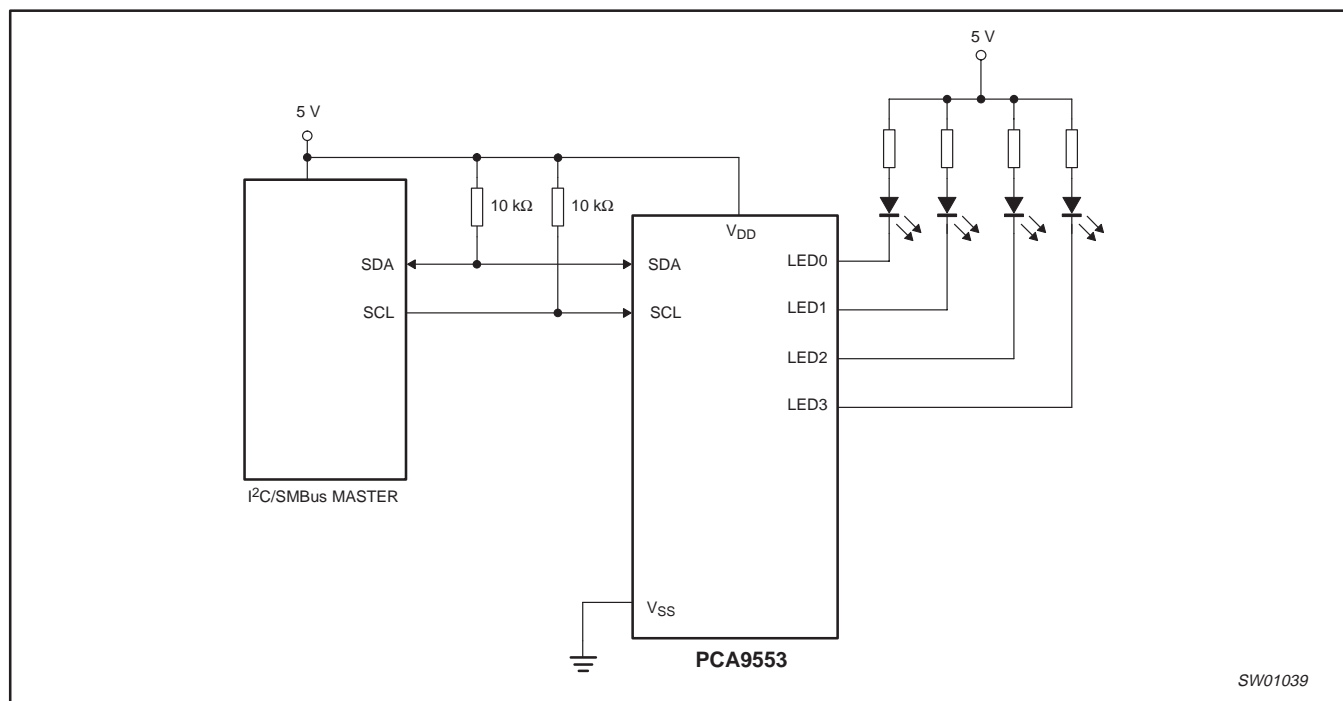 5 V
5 V
10 kΩ
10 kΩ
VDD
SDA
SDA
LED0
SCL
SCL
LED1
LED2
LED3
I²C/SMBus MASTER
VSS
PCA9553
SW01039